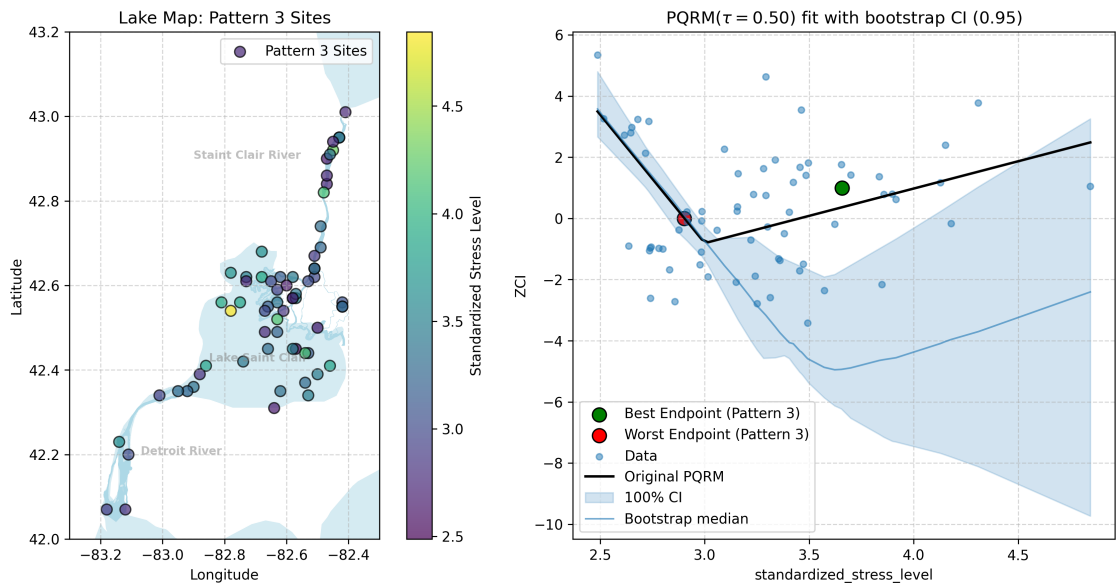 Lake Map: Pattern 3 Sites
Pattern 3 Sites
Staint Clair River
Lake Saint Clair
Detroit River
43.2
43.0
42.8
42.6
42.4
42.2
42.0
Latitude
−83.2 −83.0 −82.8 −82.6 −82.4
Longitude
4.5
4.0
3.5
3.0
2.5
Standardized Stress Level
PQRM(τ = 0.50) fit with bootstrap CI (0.95)
6
4
2
0
−2
−4
−6
−8
−10
ZCI
Best Endpoint (Pattern 3)
Worst Endpoint (Pattern 3)
Data
Original PQRM
100% CI
Bootstrap median
2.5 3.0 3.5 4.0 4.5
standardized_stress_level